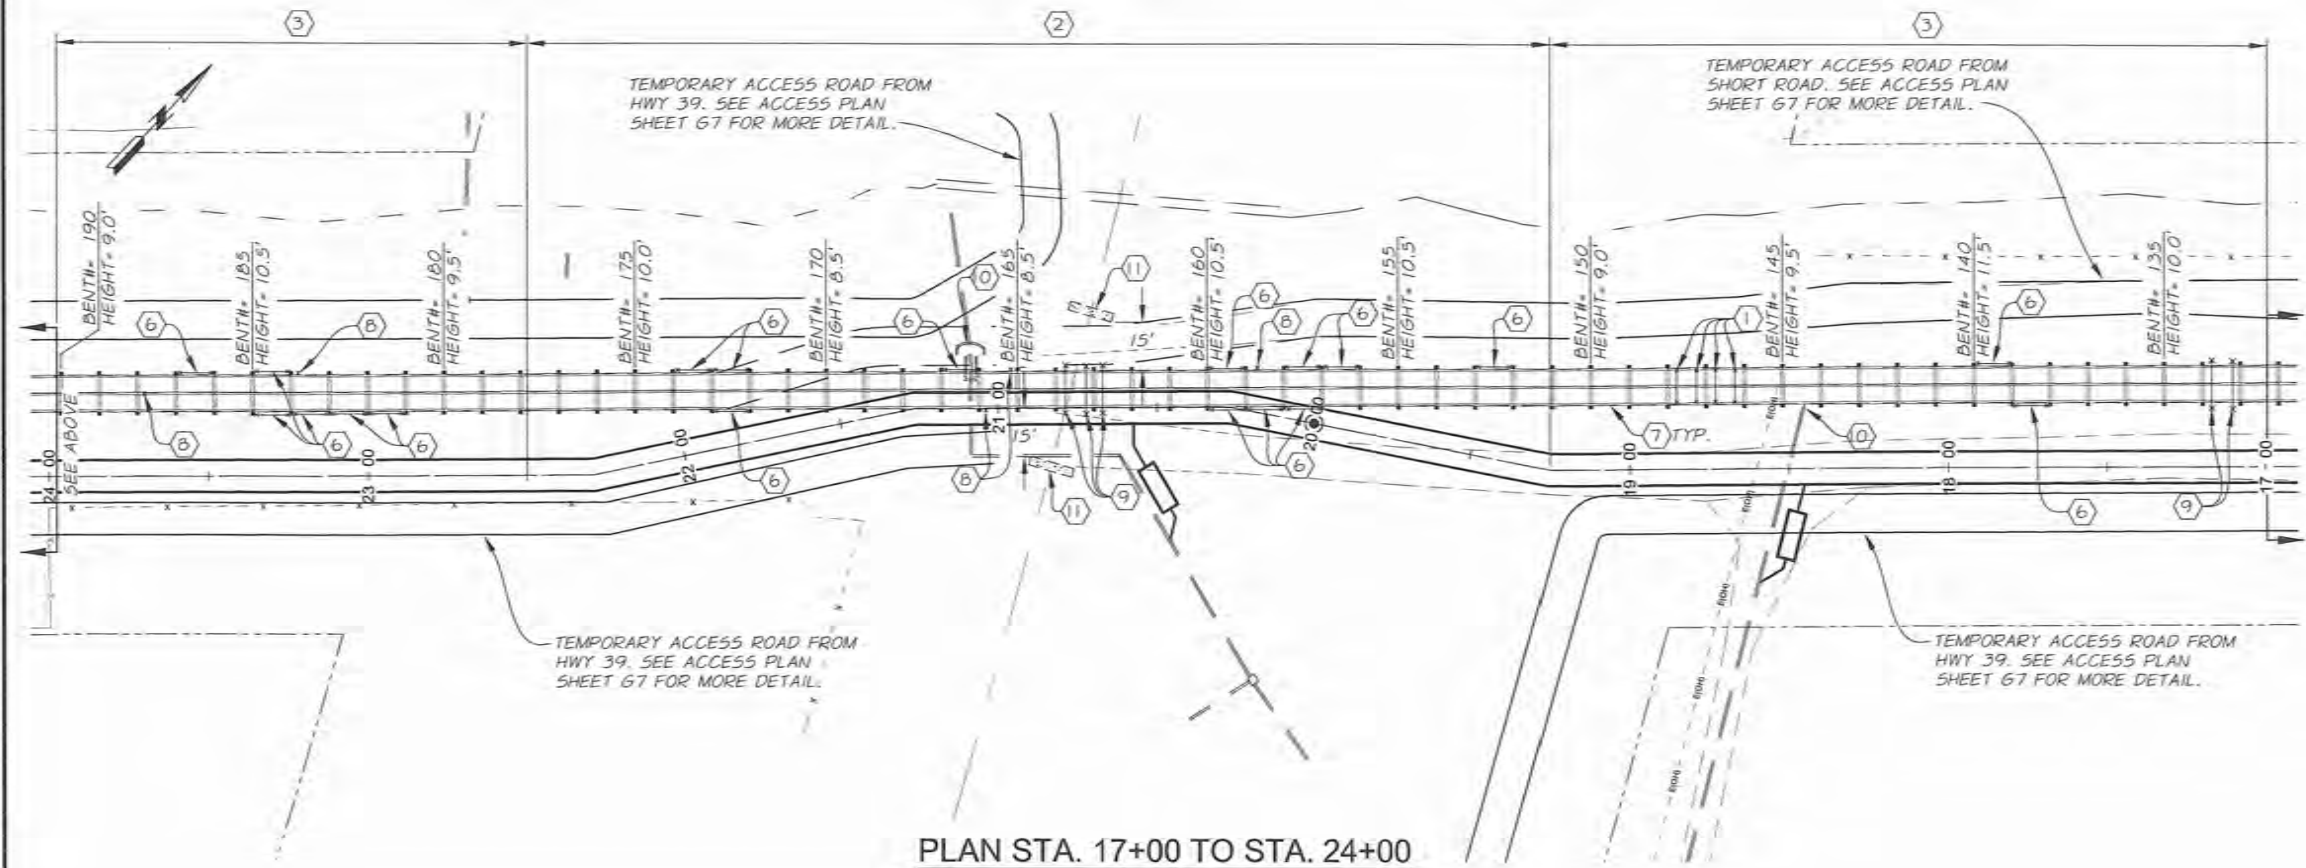 3
2
3
TEMPORARY ACCESS ROAD FROM
HWY 39. SEE ACCESS PLAN
SHEET G7 FOR MORE DETAIL.
TEMPORARY ACCESS ROAD FROM
SHORT ROAD. SEE ACCESS PLAN
SHEET G7 FOR MORE DETAIL.
BENT#= 190
HEIGHT= 9.0'
BENT#= 185
HEIGHT= 10.5'
BENT#= 180
HEIGHT= 9.5'
BENT#= 175
HEIGHT= 10.0'
BENT#= 170
HEIGHT= 8.5'
BENT#= 165
HEIGHT= 8.5'
BENT#= 160
HEIGHT= 10.5'
BENT#= 155
HEIGHT= 10.5'
BENT#= 150
HEIGHT= 9.0'
BENT#= 145
HEIGHT= 9.5'
BENT#= 140
HEIGHT= 11.5'
BENT#= 135
HEIGHT= 10.0'
10
11
6
8
6
6
6
8
6
6
1
6
15'
8
6
6
6
8
15'
11
9
6
7 TYP.
10
6
9
SEE ABOVE
24+00
23+00
22+00
21+00
20+00
19+00
18+00
17+00
E(OH)
E(OH)
E(OH)
E(OH)
E(OH)
TEMPORARY ACCESS ROAD FROM
HWY 39. SEE ACCESS PLAN
SHEET G7 FOR MORE DETAIL.
TEMPORARY ACCESS ROAD FROM
HWY 39. SEE ACCESS PLAN
SHEET G7 FOR MORE DETAIL.
PLAN STA. 17+00 TO STA. 24+00